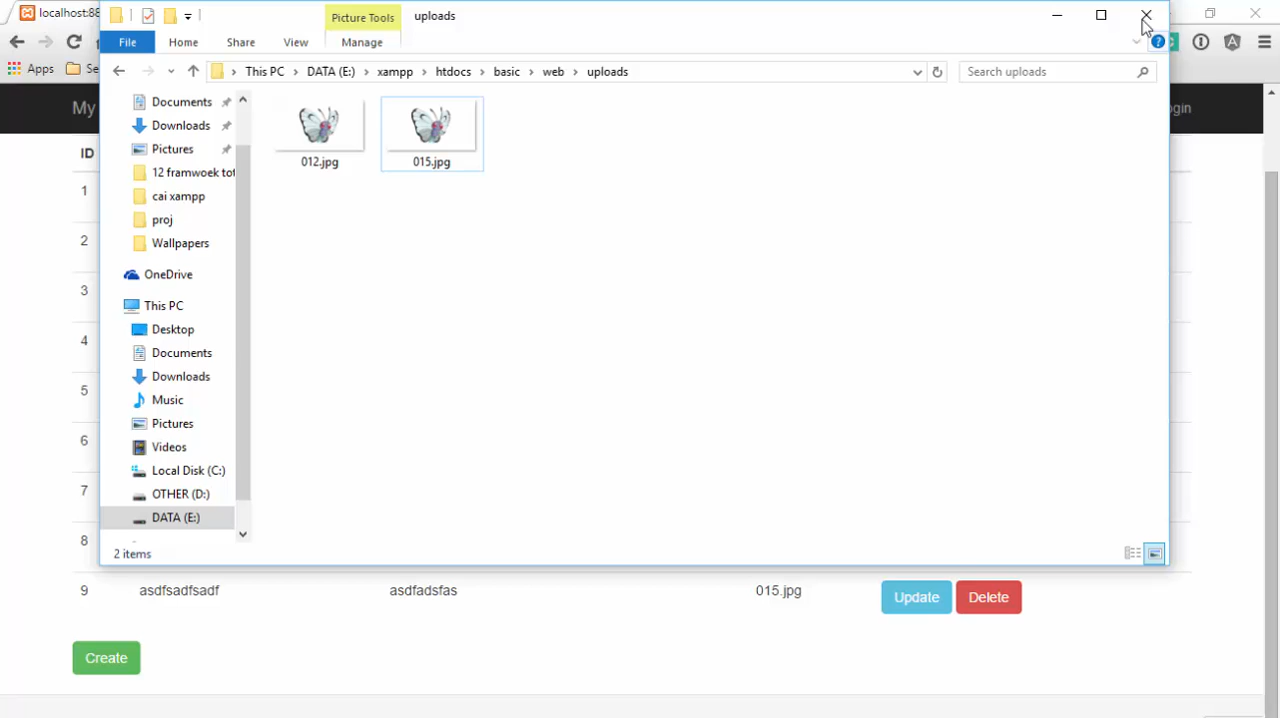 localhost:88
Picture Tools
uploads
File
Home
Share
View
Manage
Apps
Se
This PC
DATA (E:)
xampp
htdocs
basic
web
uploads
Search uploads
My
gin
ID
1
2
3
4
5
6
7
8
Documents
Downloads
Pictures
12 framwoek tot
cai xampp
proj
Wallpapers
OneDrive
This PC
Desktop
Documents
Downloads
Music
Pictures
Videos
Local Disk (C:)
OTHER (D:)
DATA (E:)
012.jpg
015.jpg
2 items
9 asdfsadfsadf asdfadsfas 015.jpg Update Delete
Create